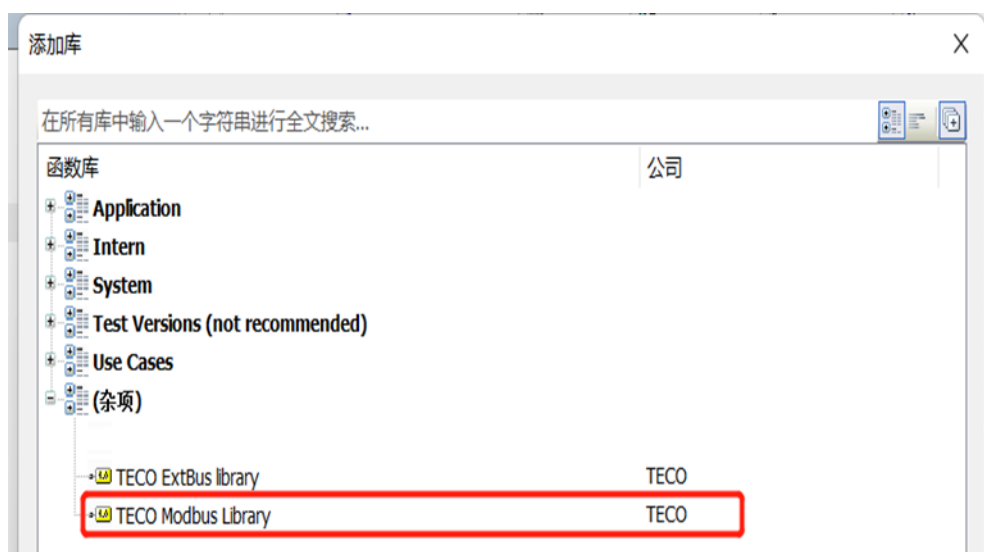 添加库
X
在所有库中输入一个字符串进行全文搜索...
函数库 公司
Application
Intern
System
Test Versions (not recommended)
Use Cases
(杂项)
TECO ExtBus library TECO
TECO Modbus Library TECO